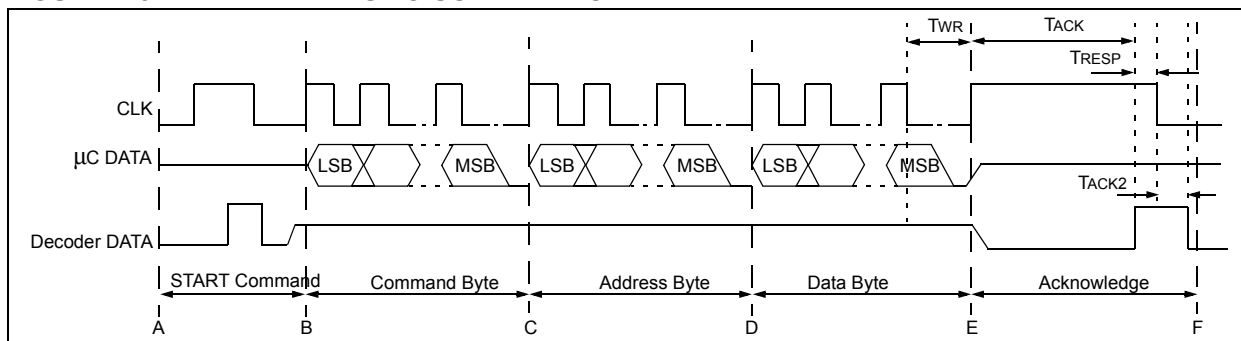 TWR
TACK
TRESP
CLK
μC DATA
LSB
MSB
LSB
MSB
LSB
MSB
TACK2
Decoder DATA
START Command
Command Byte
Address Byte
Data Byte
Acknowledge
A
B
C
D
E
F